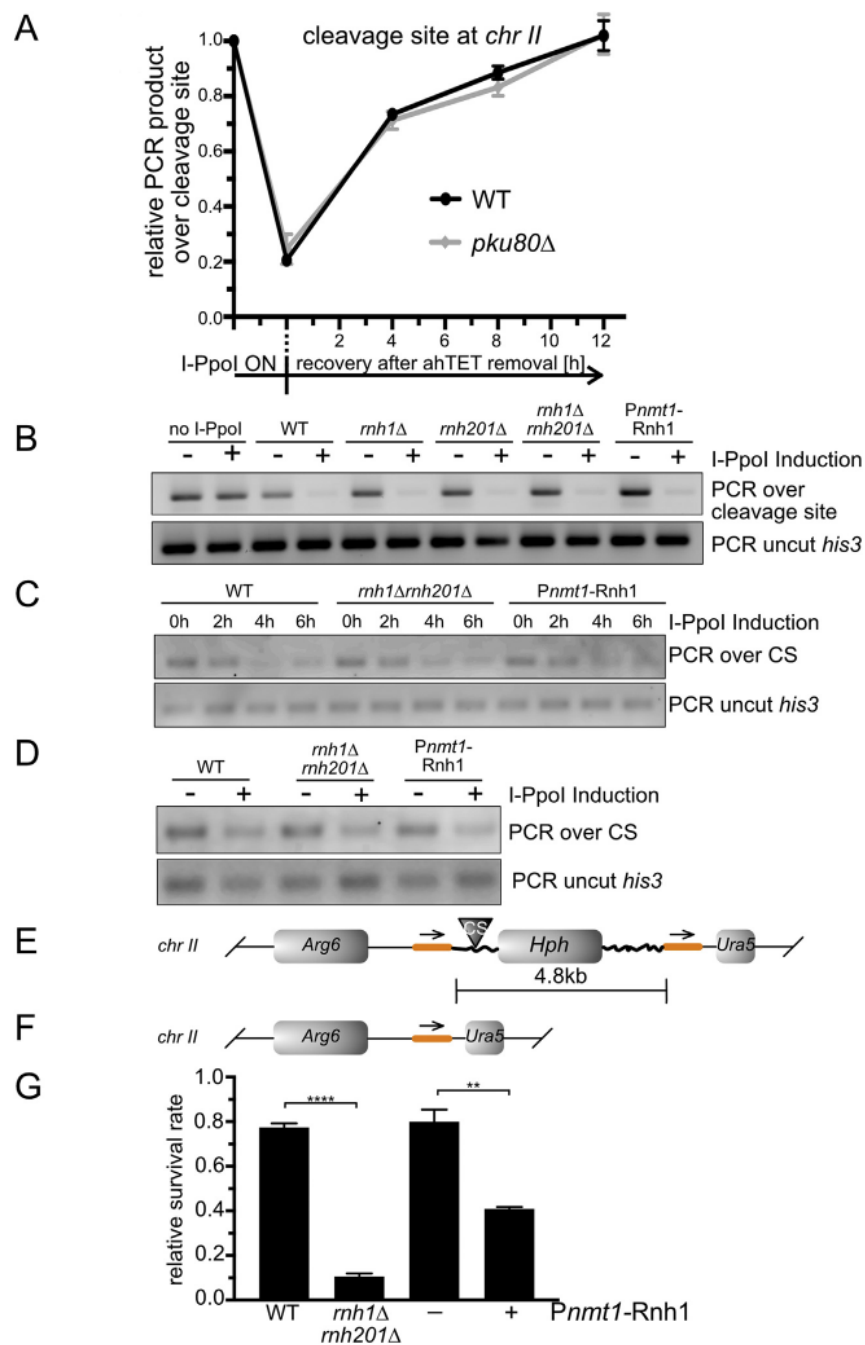 A
cleavage site at chr II
relative PCR product
over cleavage site
1.0
0.8
0.6
0.4
0.2
0.0
WT
pku80Δ
2 4 6 8 10 12
I-PpoI ON
recovery after ahTET removal [h]
B
no I-PpoI WT rnh1Δ rnh201Δ rnh1Δ rnh201Δ Pnmt1-Rnh1
- + - + - + - + - + - + I-PpoI Induction
PCR over
cleavage site
PCR uncut his3
C
WT rnh1Δrnh201Δ Pnmt1-Rnh1
0h 2h 4h 6h 0h 2h 4h 6h 0h 2h 4h 6h I-PpoI Induction
PCR over CS
PCR uncut his3
D
WT rnh1Δ rnh201Δ Pnmt1-Rnh1
- + - + - + I-PpoI Induction
PCR over CS
PCR uncut his3
E
chr II Arg6 CS Hph Ura5
4.8kb
F
chr II Arg6 Ura5
G
relative survival rate
1.0
0.8
0.6
0.4
0.2
0.0
**** **
WT rnh1Δ rnh201Δ – + Pnmt1-Rnh1